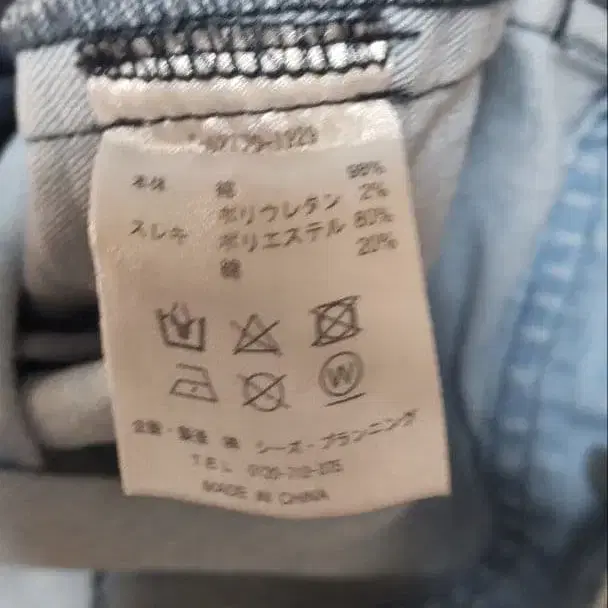 本体 綿 98%
ポリウレタン 2%
スレキ ポリエステル 80%
綿 20%
W
企画・製造 ㈱ シーズ・プランニング
TEL
MADE IN CHINA